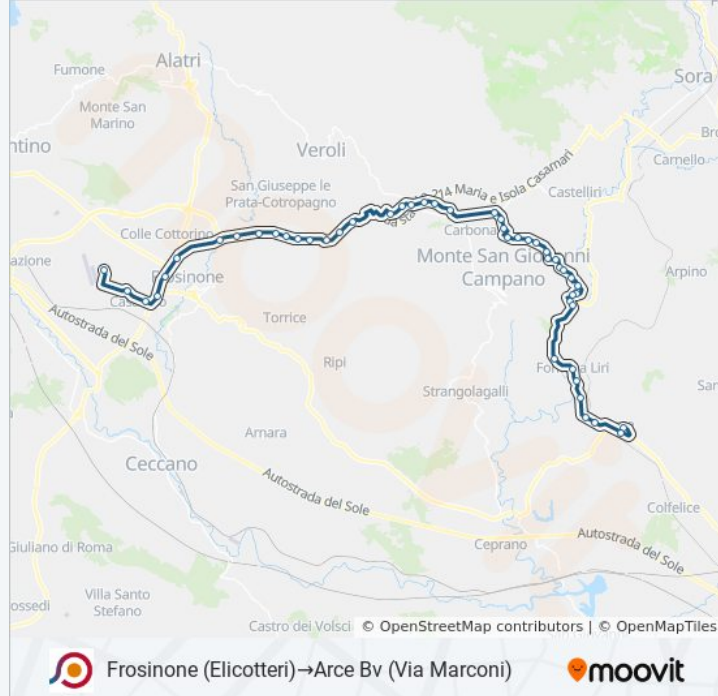 Alatri
Fumone
Sora
Monte San
Marino
ntino
Veroli
Bro
Carnello
San Giuseppe le
Prata-Cotropagno
214 Maria e Isola Casamari
Castelliri
Colle Cottorino
Carbona
azione
Monte San Giovanni
Campano
Frosinone
Arpino
Autostrada del Sole
Torrice
Ripi
Fontana Liri
San
Strangolagalli
Arnara
Ceccano
Autostrada del Sole
Colfelice
Ceprano
Autostrada del Sole
Giuliano di Roma
Villa Santo
Stefano
ossedi
Castro dei Volsci
© OpenStreetMap contributors | © OpenMapTiles
Frosinone (Elicotteri)→Arce Bv (Via Marconi)
moovit